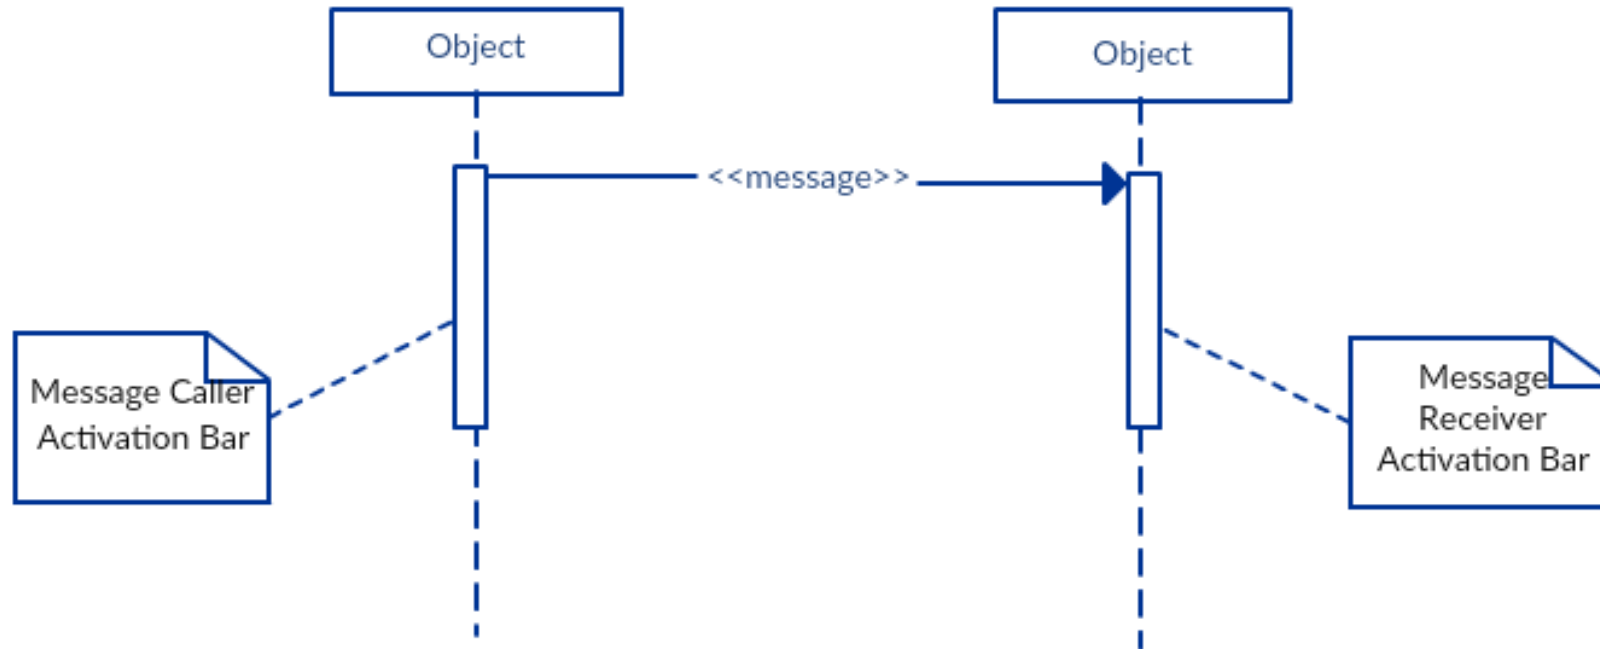 Object
Object
<<message>>
Message Caller
Activation Bar
Message
Receiver
Activation Bar